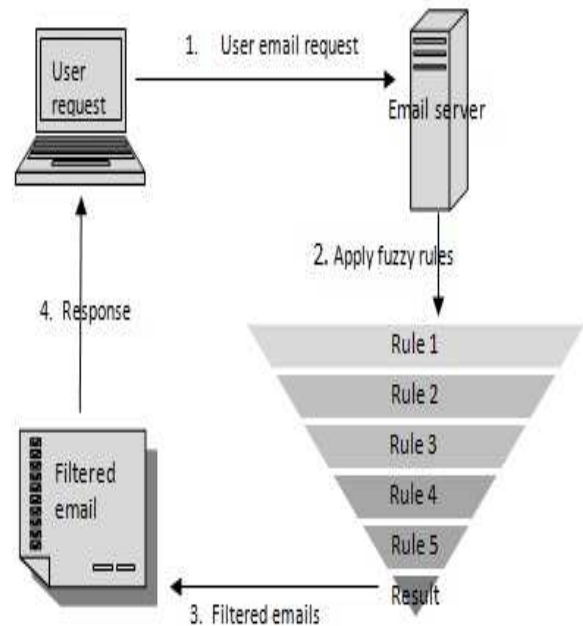 1. User email request
User
request
Email server
2. Apply fuzzy rules
4. Response
Rule 1
Rule 2
Rule 3
Rule 4
Rule 5
Result
Filtered
email
3. Filtered emails